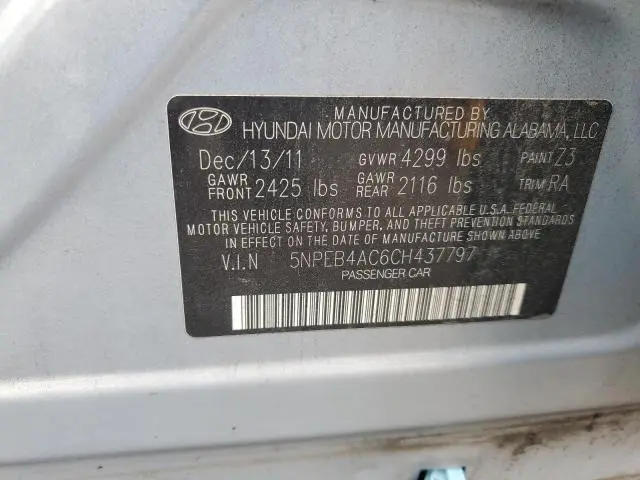 MANUFACTURED BY
HYUNDAI MOTOR MANUFACTURING ALABAMA, LLC
Dec/13/11 GVWR 4299 lbs PAINT Z3
GAWR FRONT 2425 lbs GAWR REAR 2116 lbs TRIM RA
THIS VEHICLE CONFORMS TO ALL APPLICABLE U.S.A. FEDERAL
MOTOR VEHICLE SAFETY, BUMPER, AND THEFT PREVENTION STANDARDS
IN EFFECT ON THE DATE OF MANUFACTURE SHOWN ABOVE.
V.I.N 5NPEB4AC6CH437797
PASSENGER CAR